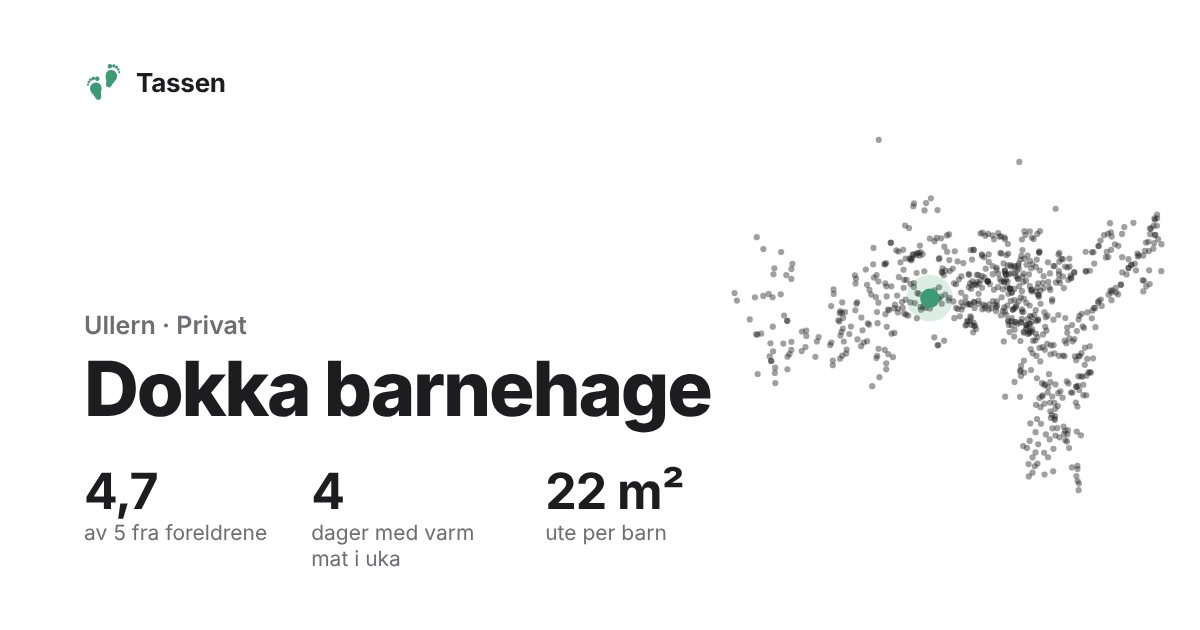 Tassen
Ullern · Privat
Dokka barnehage
4,7
av 5 fra foreldrene
4
dager med varm
mat i uka
22 m²
ute per barn